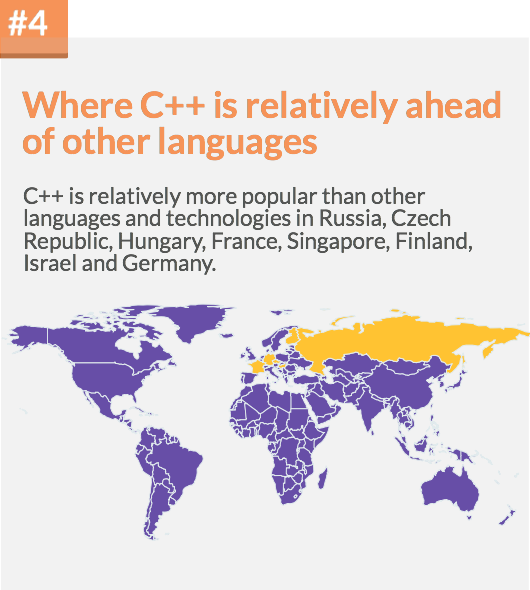 #4
Where C++ is relatively ahead
of other languages
C++ is relatively more popular than other
languages and technologies in Russia, Czech
Republic, Hungary, France, Singapore, Finland,
Israel and Germany.